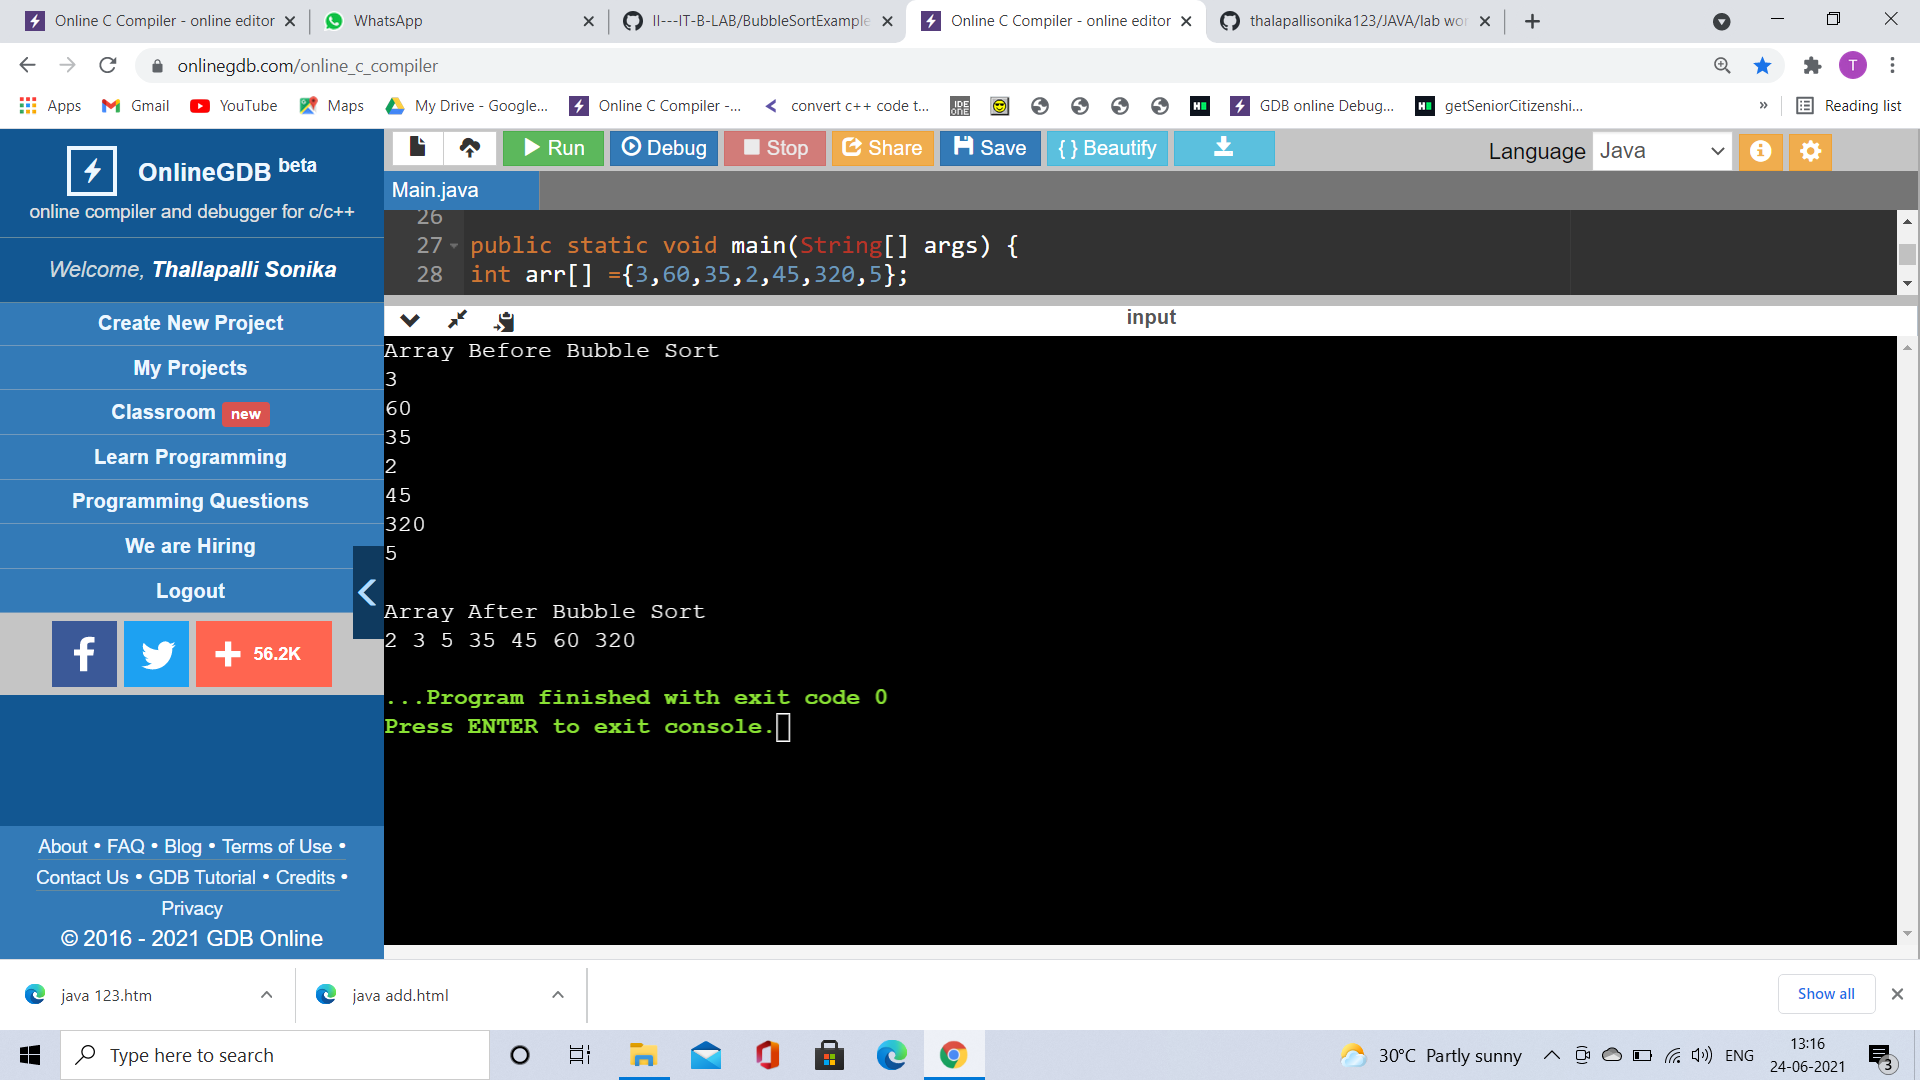 Online C Compiler - online editor
WhatsApp
II---IT-B-LAB/BubbleSortExample
Online C Compiler - online editor
thalapallisonika123/JAVA/lab wor
onlinegdb.com/online_c_compiler
T
Apps
Gmail
YouTube
Maps
My Drive - Google...
Online C Compiler -...
convert c++ code t...
GDB online Debug...
getSeniorCitizenshi...
»
Reading list
OnlineGDB beta
online compiler and debugger for c/c++
Welcome, Thallapalli Sonika
Create New Project
My Projects
Classroom new
Learn Programming
Programming Questions
We are Hiring
Logout
56.2K
About • FAQ • Blog • Terms of Use •
Contact Us • GDB Tutorial • Credits •
Privacy
© 2016 - 2021 GDB Online
Run
Debug
Stop
Share
Save
{ } Beautify
Language
Java
Main.java
26
27 public static void main(String[] args) {
28 int arr[] ={3,60,35,2,45,320,5};
input
Array Before Bubble Sort
3
60
35
2
45
320
5
Array After Bubble Sort
2 3 5 35 45 60 320
...Program finished with exit code 0
Press ENTER to exit console.
java 123.htm
java add.html
Show all
Type here to search
30°C Partly sunny
ENG
13:16
24-06-2021
3